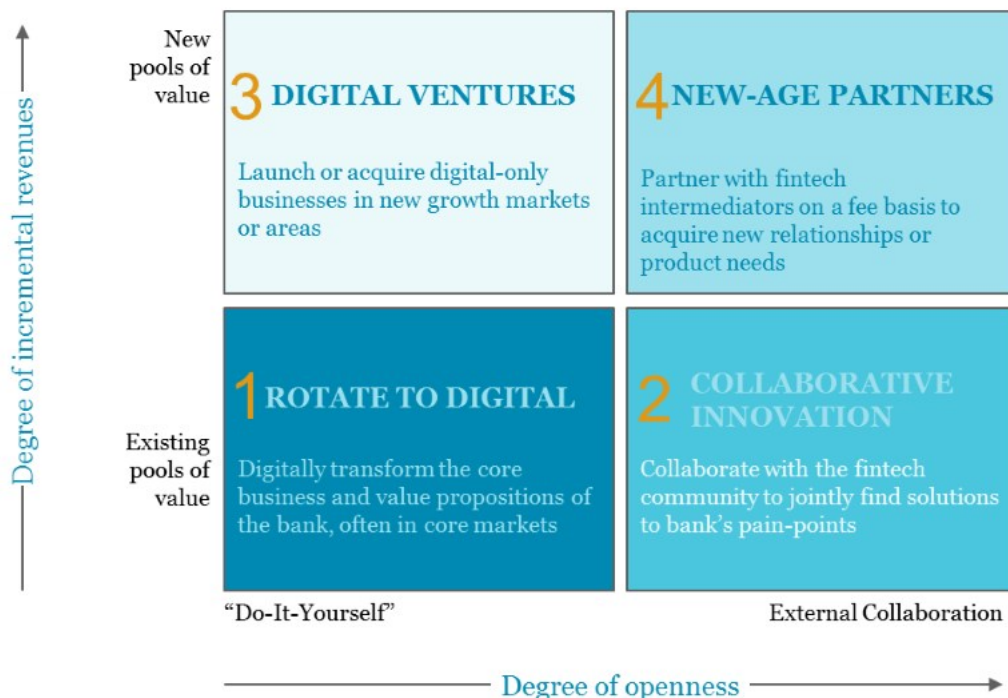 Degree of incremental revenues
New
pools of
value
3 DIGITAL VENTURES
Launch or acquire digital-only
businesses in new growth markets
or areas
4 NEW-AGE PARTNERS
Partner with fintech
intermediators on a fee basis to
acquire new relationships or
product needs
Existing
pools of
value
1 ROTATE TO DIGITAL
Digitally transform the core
business and value propositions of
the bank, often in core markets
2 COLLABORATIVE
INNOVATION
Collaborate with the fintech
community to jointly find solutions
to bank's pain-points
“Do-It-Yourself”
External Collaboration
Degree of openness